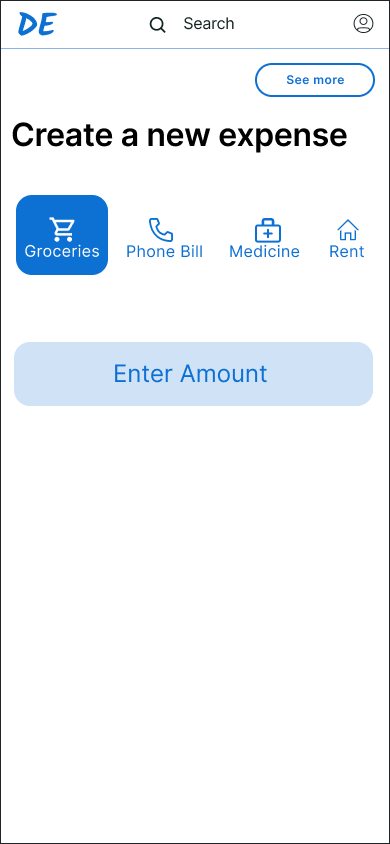 DE
Search
See more
Create a new expense
Groceries Phone Bill Medicine Rent
Enter Amount